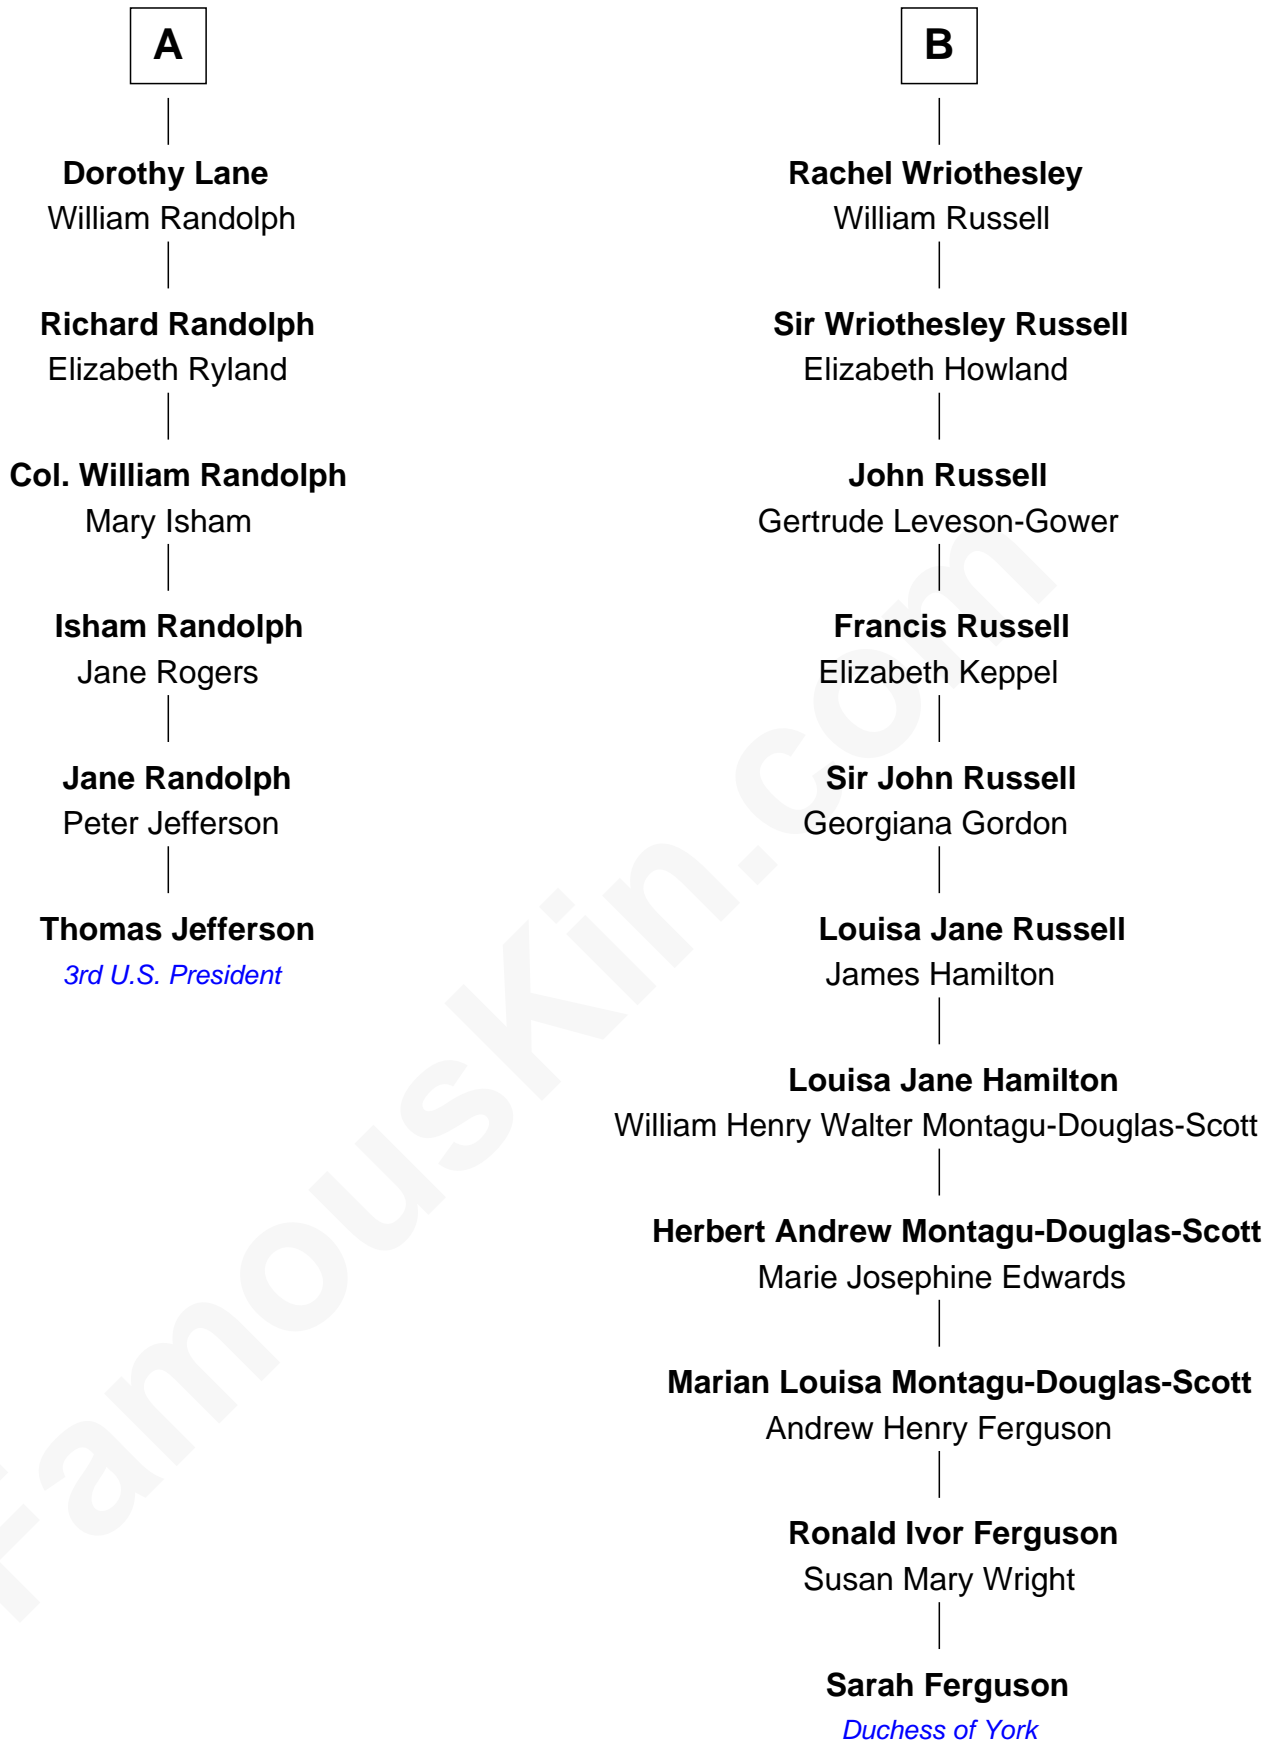 A
Dorothy Lane
William Randolph
Richard Randolph
Elizabeth Ryland
Col. William Randolph
Mary Isham
Isham Randolph
Jane Rogers
Jane Randolph
Peter Jefferson
Thomas Jefferson
3rd U.S. President
B
Rachel Wriothesley
William Russell
Sir Wriothesley Russell
Elizabeth Howland
John Russell
Gertrude Leveson-Gower
Francis Russell
Elizabeth Keppel
Sir John Russell
Georgiana Gordon
Louisa Jane Russell
James Hamilton
Louisa Jane Hamilton
William Henry Walter Montagu-Douglas-Scott
Herbert Andrew Montagu-Douglas-Scott
Marie Josephine Edwards
Marian Louisa Montagu-Douglas-Scott
Andrew Henry Ferguson
Ronald Ivor Ferguson
Susan Mary Wright
Sarah Ferguson
Duchess of York
FamousKin.com